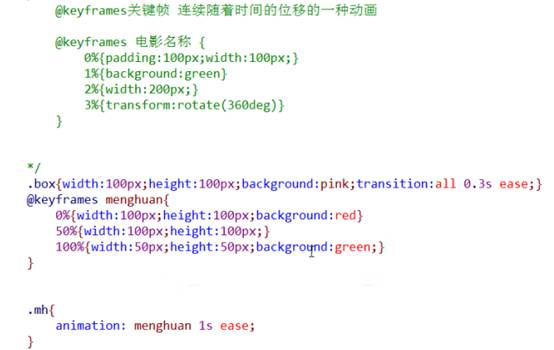 @keyframes关键帧 连续随着时间的位移的一种动画
@keyframes 电影名称 {
0%{padding:100px;width:100px;}
1%{background:green}
2%{width:200px;}
3%{transform:rotate(360deg)}
}
*/
.box{width:100px;height:100px;background:pink;transition:all 0.3s ease;}
@keyframes menghuan{
0%{width:100px;height:100px;background:red}
50%{width:100px;height:100px;}
100%{width:50px;height:50px;background:green;}
}
.mh{
animation: menghuan 1s ease;
}